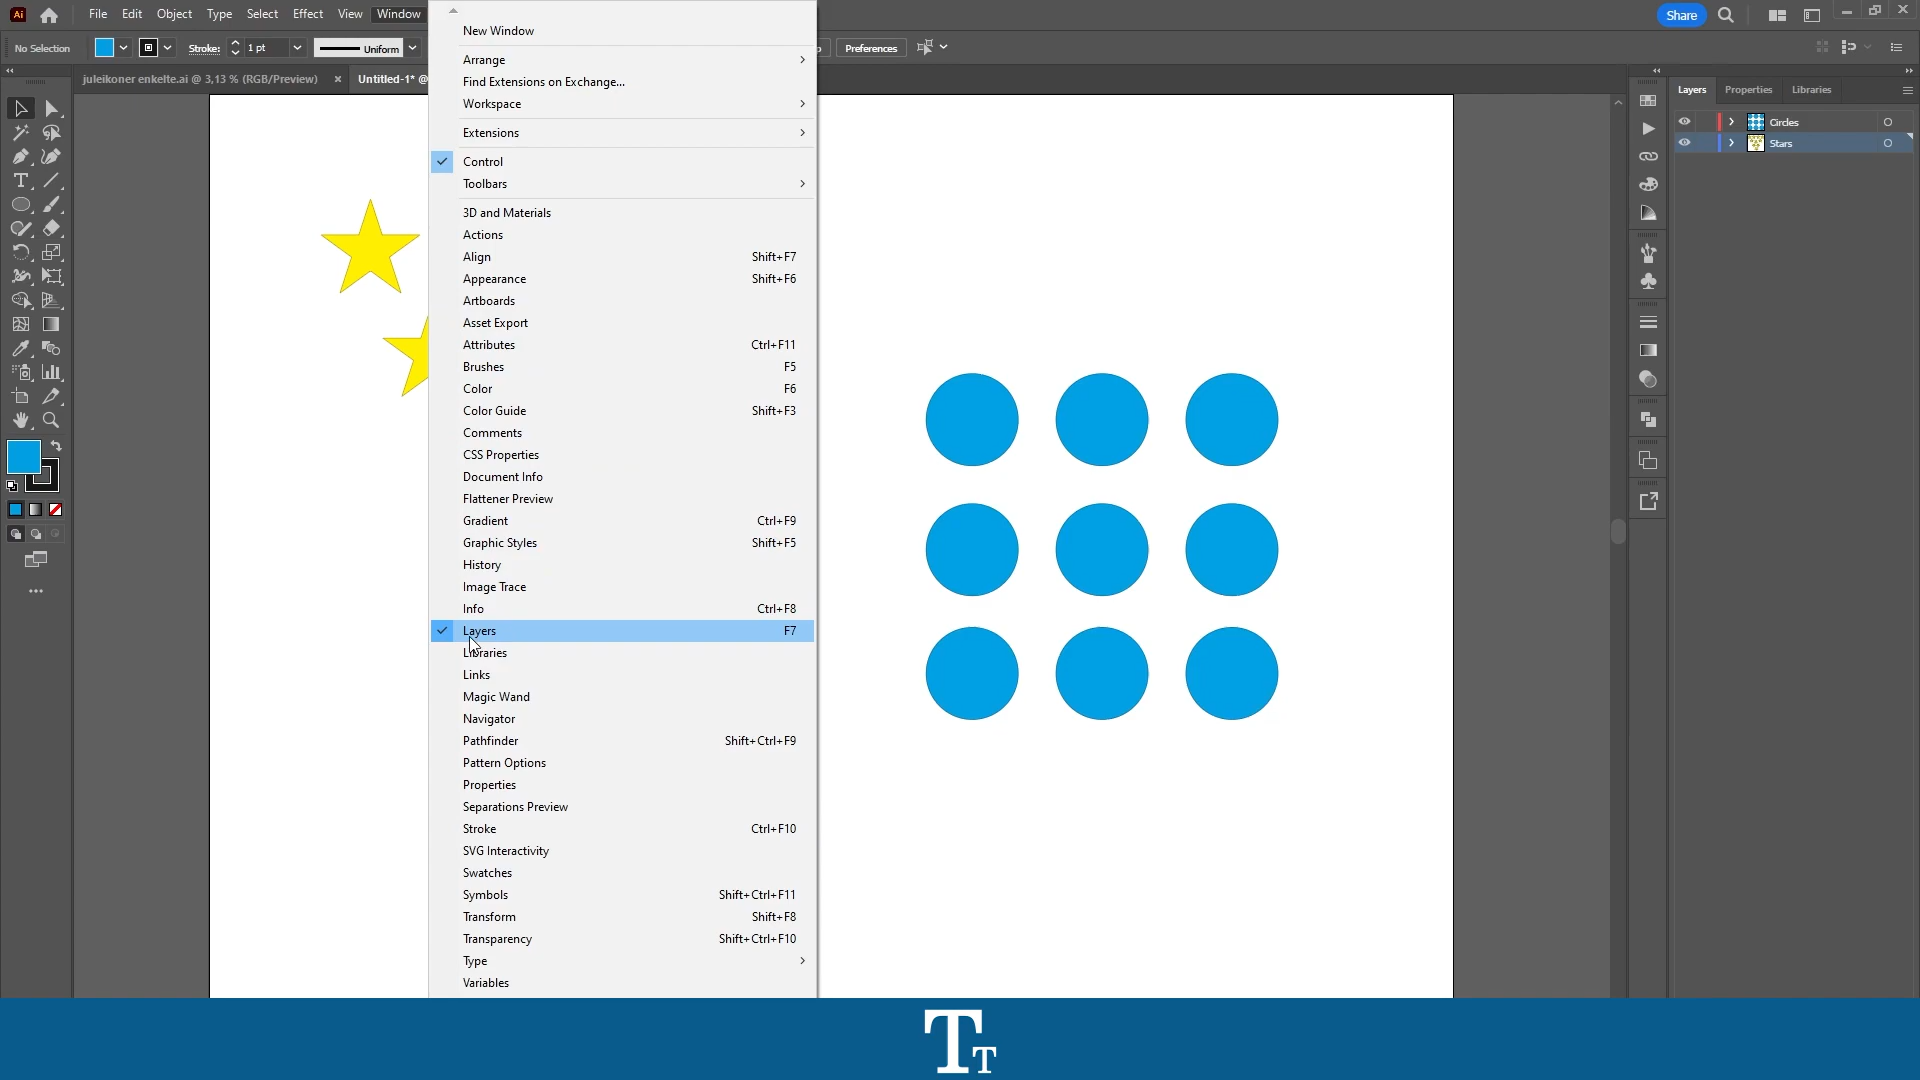 Ai File Edit Object Type Select Effect View Window Share
No Selection Stroke: 1 pt Uniform Preferences
juleikoner enkelte.ai @ 3,13 % (RGB/Preview) × Untitled-1* @
New Window
Arrange
Find Extensions on Exchange...
Workspace
Extensions
Control
Toolbars
3D and Materials
Actions
Align Shift+F7
Appearance Shift+F6
Artboards
Asset Export
Attributes Ctrl+F11
Brushes F5
Color F6
Color Guide Shift+F3
Comments
CSS Properties
Document Info
Flattener Preview
Gradient Ctrl+F9
Graphic Styles Shift+F5
History
Image Trace
Info Ctrl+F8
Layers F7
Libraries
Links
Magic Wand
Navigator
Pathfinder Shift+Ctrl+F9
Pattern Options
Properties
Separations Preview
Stroke Ctrl+F10
SVG Interactivity
Swatches
Symbols Shift+Ctrl+F11
Transform Shift+F8
Transparency Shift+Ctrl+F10
Type
Variables
Layers Properties Libraries
Circles
Stars
TT